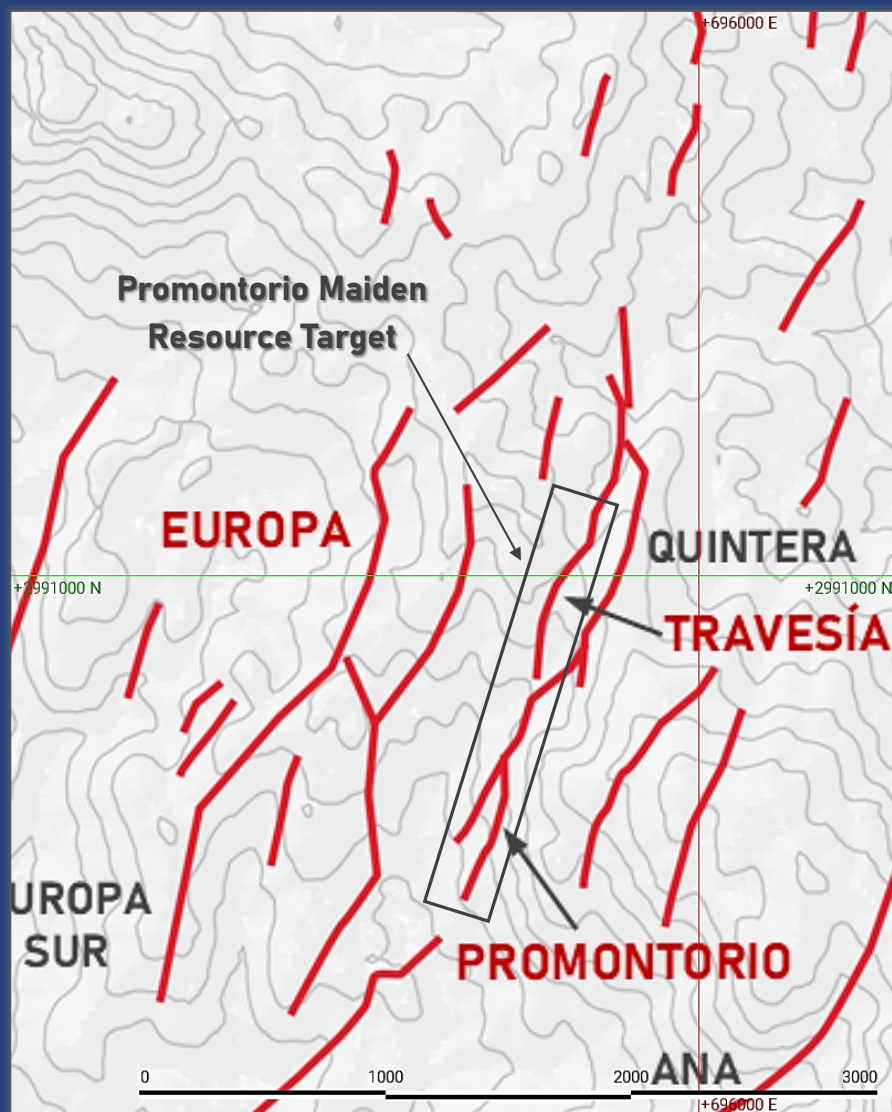 +696000 E
Promontorio Maiden
Resource Target
EUROPA
QUINTERA
+2991000 N
+2991000 N
TRAVESÍA
UROPA
SUR
PROMONTORIO
ANA
0
1000
2000
3000
+696000 E